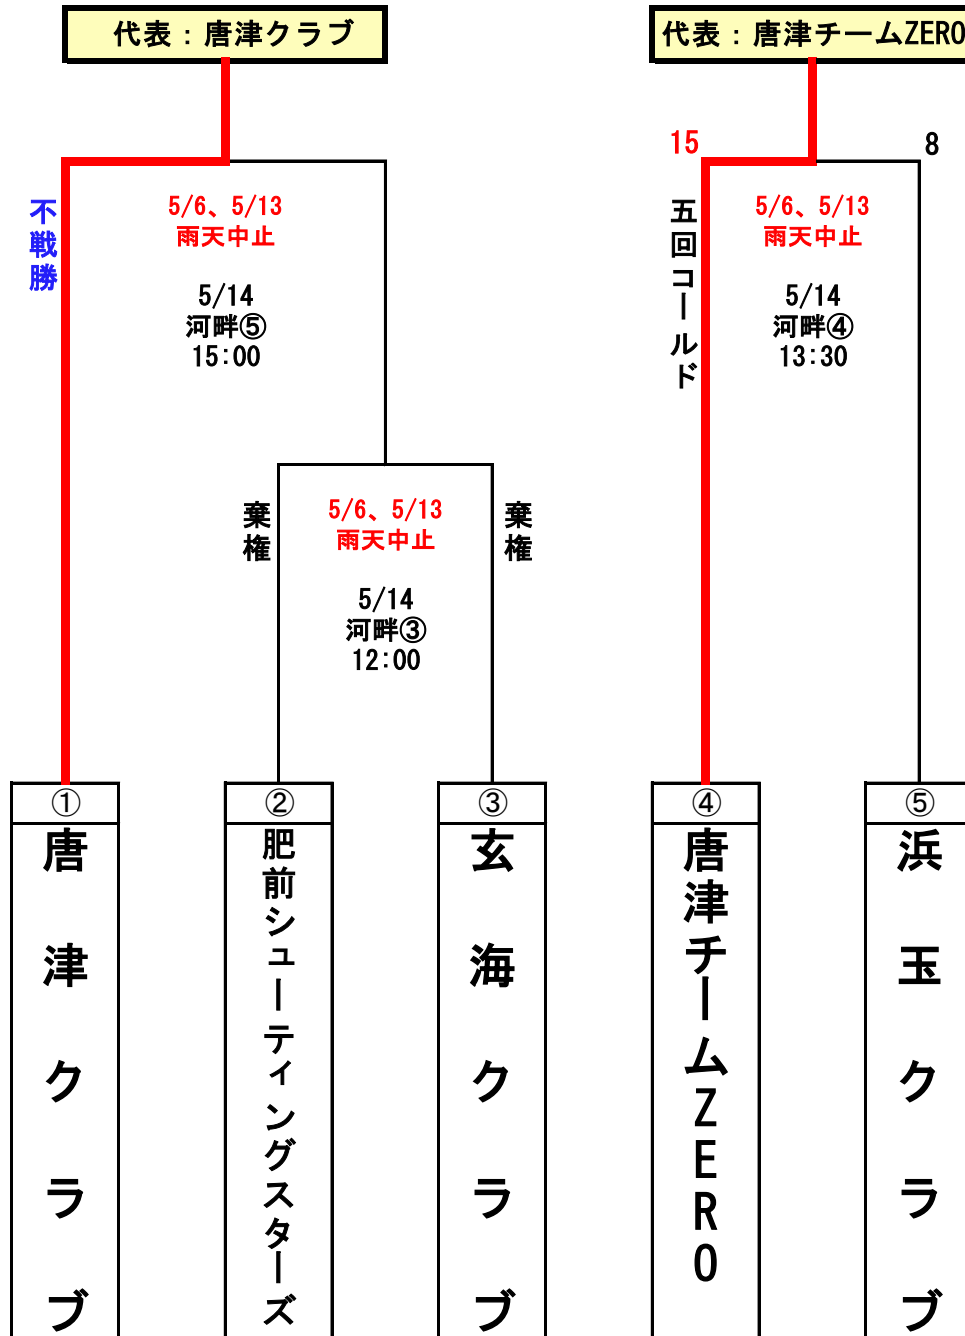 代表：唐津クラブ
代表：唐津チームZERO
15
8
不戦勝
5/6、5/13
雨天中止
5/14
河畔⑤
15:00
五回コールド
5/6、5/13
雨天中止
5/14
河畔④
13:30
棄権
5/6、5/13
雨天中止
5/14
河畔③
12:00
棄権
①
唐津クラブ
②
肥前シューティングスターズ
③
玄海クラブ
④
唐津チームZERO
⑤
浜玉クラブ